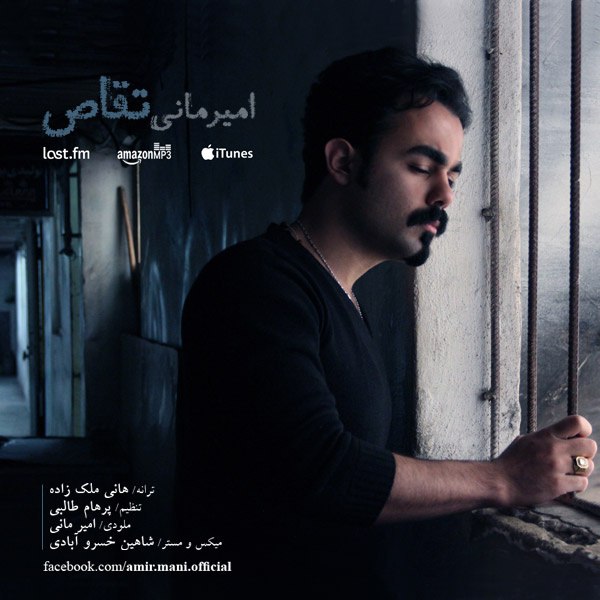 امیرمانی تقاص
last.fm amazonMP3 iTunes
ترانه/ هانی ملک زاده
تنظیم/ پرهام طالبی
ملودی/ امیر مانی
میکس و مستر/ شاهین خسرو آبادی
facebook.com/amir.mani.official